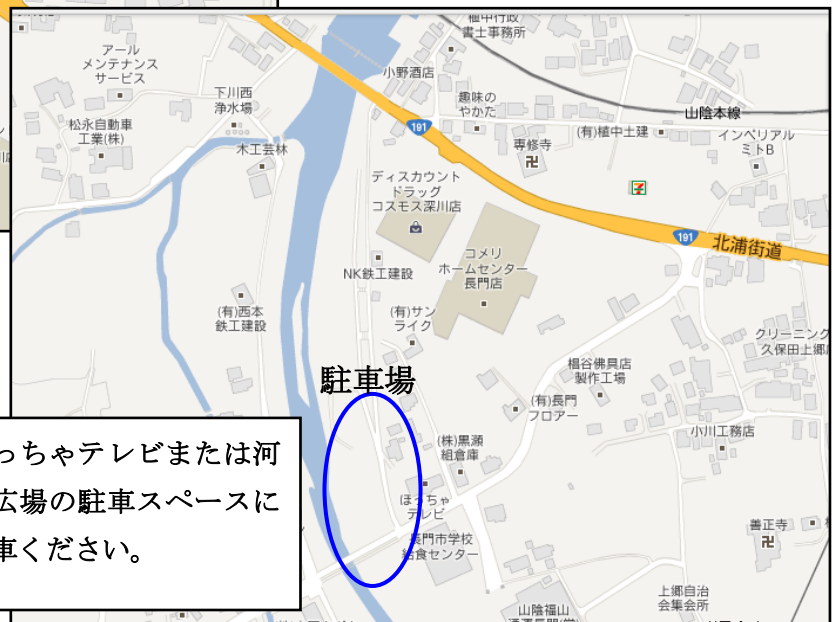 植中行政
書士事務所
アール
メンテナンス
サービス
小野酒店
下川西
浄水場
趣味の
やかた
山陰本線
松永自動車
工業(株)
191
(有)植中土建
インペリアル
ミトB
木工芸林
専修寺
ディスカウント
ドラッグ
コスモス深川店
191
北浦街道
コメリ
ホームセンター
長門店
NK鉄工建設
(有)西本
鉄工建設
(有)サン
ライク
クリーニング
久保田上郷
椙谷佛具店
製作工場
駐車場
(有)長門
フロアー
(株)黒瀬
組倉庫
小川工務店
っちゃテレビまたは河
広場の駐車スペースに
車ください。
ほっちゃ
テレビ
長門市学校
給食センター
善正寺
上郷自治
会集会所
山陰福山